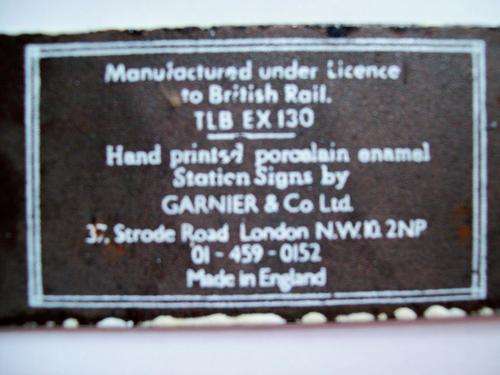 Manufactured under Licence
to British Rail.
TLB EX 130
Hand printed porcelain enamel
Station Signs by
GARNIER & Co Ltd.
37, Strode Road London N.W.10. 2NP
01 - 459 - 0152
Made in England